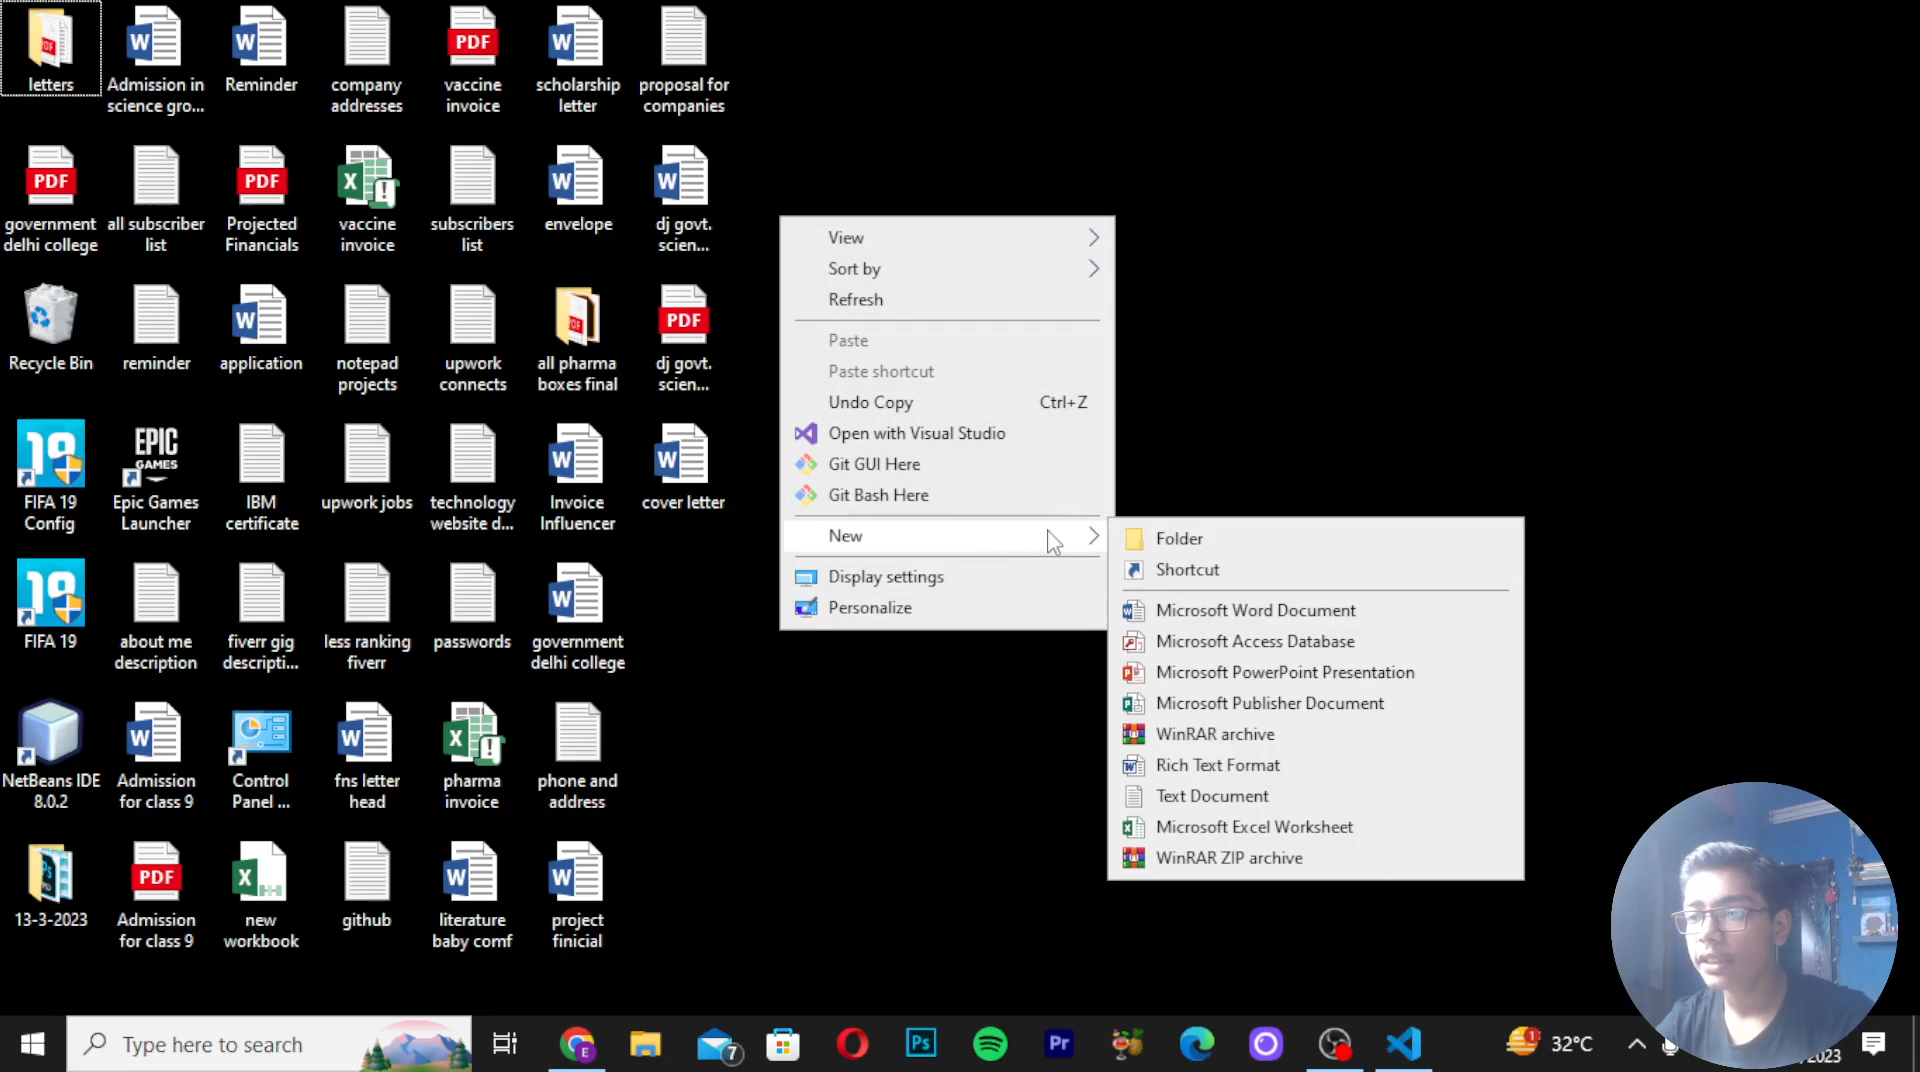 letters
Admission in
science gro...
Reminder
company
addresses
PDF
vaccine
invoice
scholarship
letter
proposal for
companies
PDF
government
delhi college
all subscriber
list
PDF
Projected
Financials
vaccine
invoice
subscribers
list
envelope
dj govt.
scien...
Recycle Bin
reminder
application
notepad
projects
upwork
connects
all pharma
boxes final
PDF
dj govt.
scien...
FIFA 19
Config
EPIC
GAMES
Epic Games
Launcher
IBM
certificate
upwork jobs
technology
website d...
Invoice
Influencer
cover letter
FIFA 19
about me
description
fiverr gig
descripti...
less ranking
fiverr
passwords
government
delhi college
NetBeans IDE
8.0.2
Admission
for class 9
Control
Panel ...
fns letter
head
pharma
invoice
phone and
address
13-3-2023
PDF
Admission
for class 9
new
workbook
github
literature
baby comf
project
finicial
View
Sort by
Refresh
Paste
Paste shortcut
Undo Copy Ctrl+Z
Open with Visual Studio
Git GUI Here
Git Bash Here
New
Display settings
Personalize
Folder
Shortcut
Microsoft Word Document
Microsoft Access Database
Microsoft PowerPoint Presentation
Microsoft Publisher Document
WinRAR archive
Rich Text Format
Text Document
Microsoft Excel Worksheet
WinRAR ZIP archive
Type here to search
E
7
Ps
Pr
1
32°C
/2023